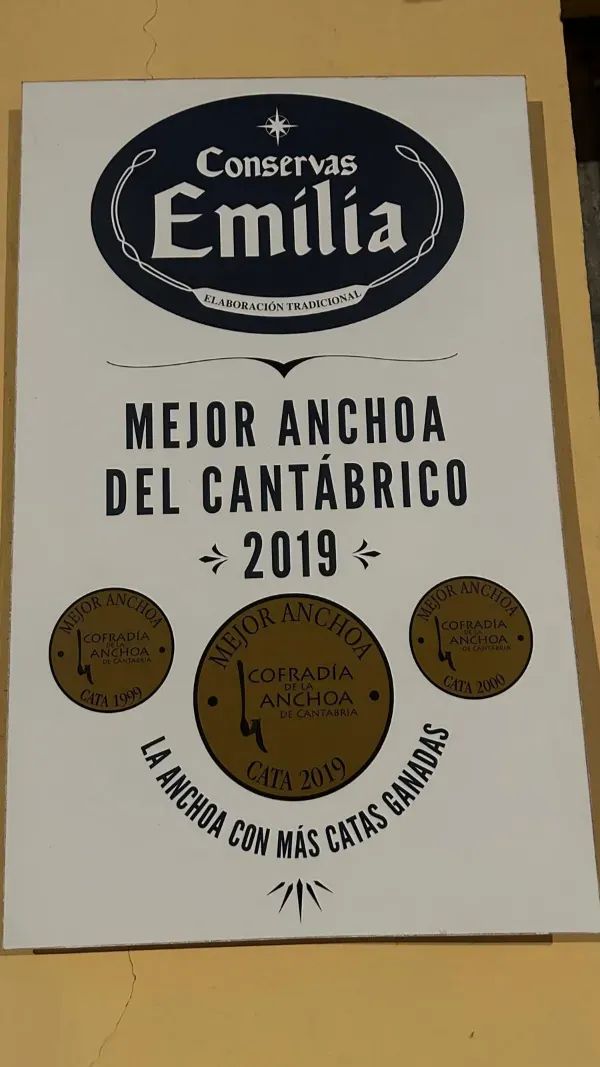 Conservas
Emilia
ELABORACIÓN TRADICIONAL
MEJOR ANCHOA
DEL CANTÁBRICO
2019
MEJOR ANCHOA
COFRADÍA
DE LA
ANCHOA
DE CANTABRIA
CATA 1999
MEJOR ANCHOA
COFRADÍA
DE LA
ANCHOA
DE CANTABRIA
CATA 2019
MEJOR ANCHOA
COFRADÍA
DE LA
ANCHOA
DE CANTABRIA
CATA 2000
LA ANCHOA CON MÁS CATAS GANADAS